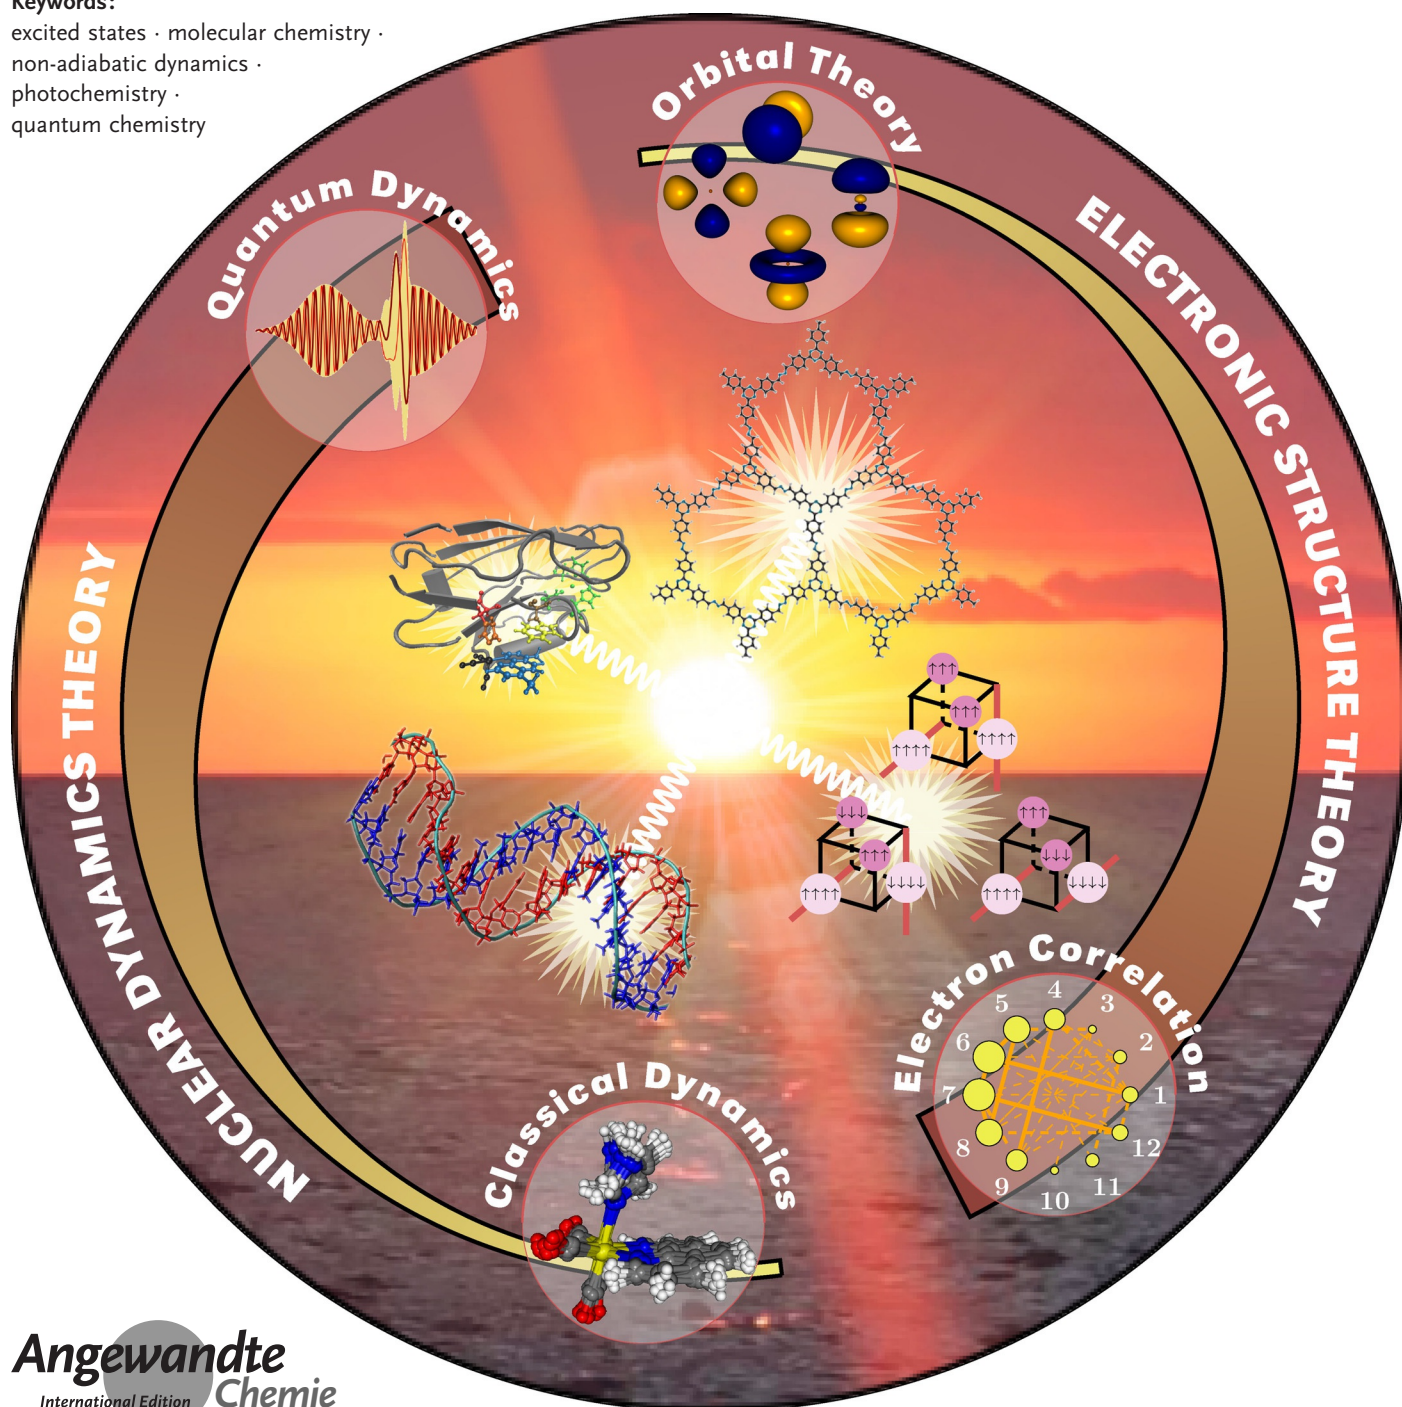 Keywords:
excited states · molecular chemistry ·
non-adiabatic dynamics ·
photochemistry ·
quantum chemistry
Orbital Theory
Quantum Dynamics
ELECTRONIC STRUCTURE THEORY
NUCLEAR DYNAMICS THEORY
↑↑↑
↑↑↑
↑↑↑↑ ↑↑↑↑
↓↓↓ ↑↑↑
↑↑↑ ↓↓↓
↑↑↑↑ ↓↓↓↓ ↑↑↑↑ ↓↓↓↓
Electron Correlation
4
5 3
6 2
7 1
8 12
9 11
10
Classical Dynamics
Angewandte
International Edition Chemie